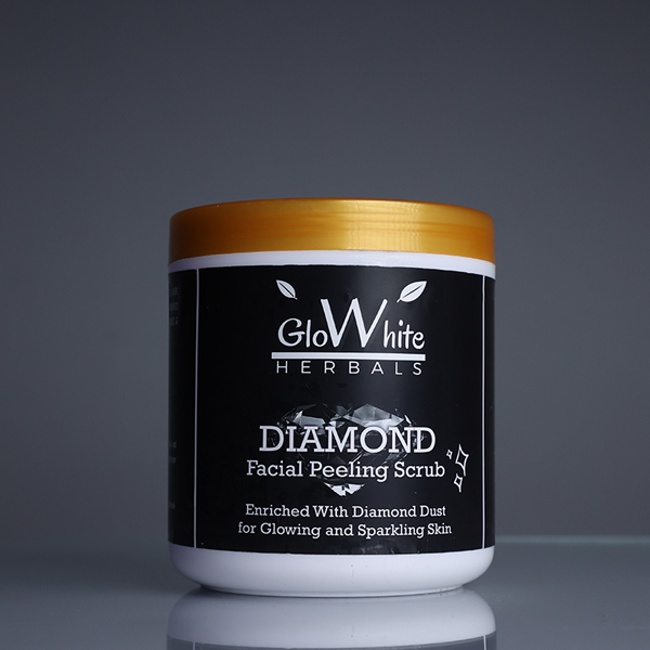 GloWhite
HERBALS
DIAMOND
Facial Peeling Scrub
Enriched With Diamond Dust
for Glowing and Sparkling Skin